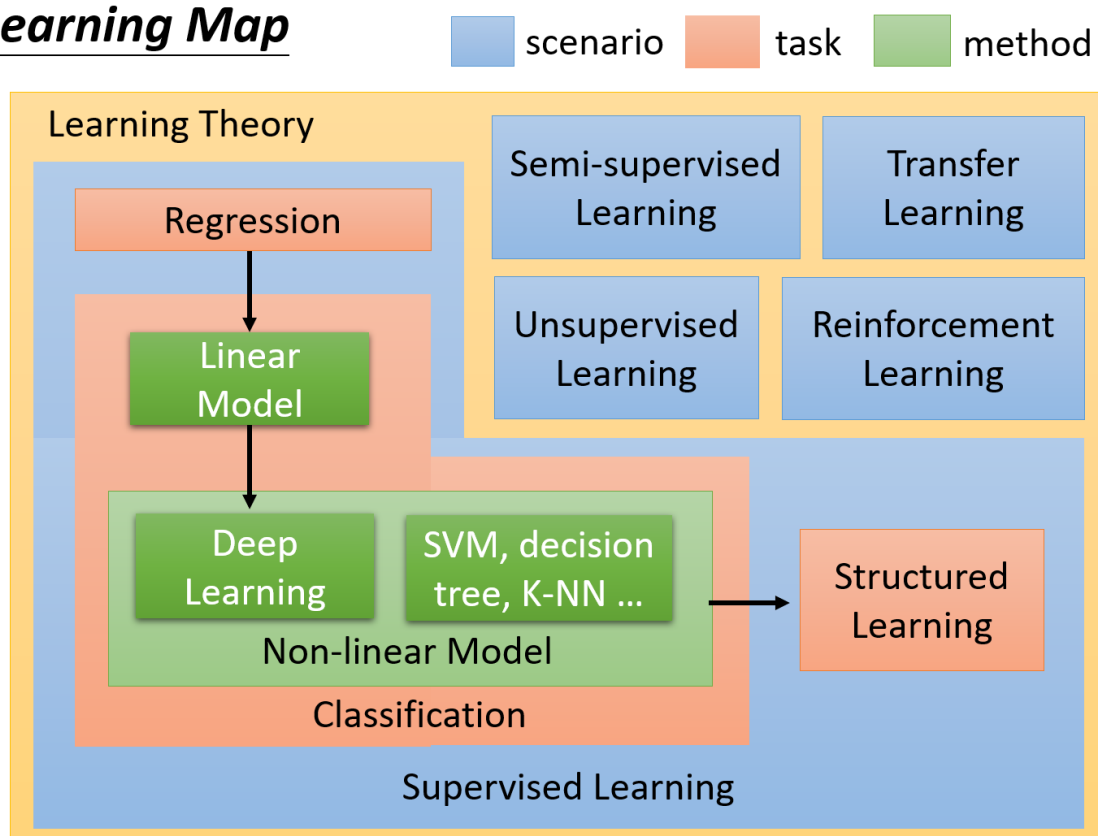 earning Map
scenario
task
method
Learning Theory
Semi-supervised
Learning
Transfer
Learning
Regression
Unsupervised
Learning
Reinforcement
Learning
Linear
Model
Deep
Learning
SVM, decision
tree, K-NN ...
Structured
Learning
Non-linear Model
Classification
Supervised Learning